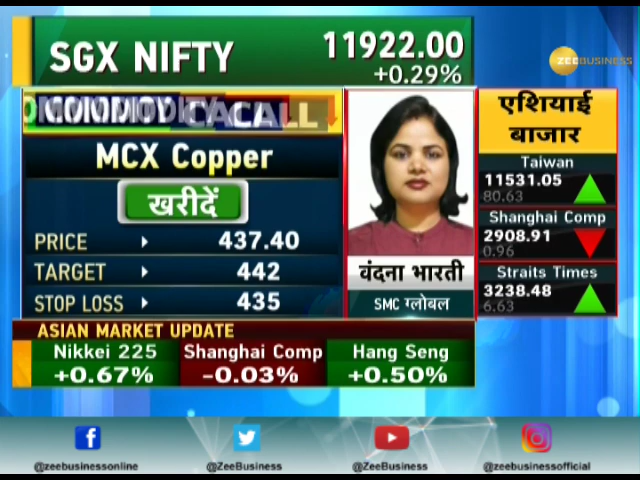 SGX NIFTY
11922.00
+0.29%
ZEEBUSINESS
COMMODITY CALL
MCX Copper
खरीदें
PRICE 437.40
TARGET 442
STOP LOSS 435
वंदना भारती
SMC ग्लोबल
एशियाई
बाजार
Taiwan
11531.05
80.63
Shanghai Comp
2908.91
0.96
Straits Times
3238.48
6.63
ASIAN MARKET UPDATE
Nikkei 225
+0.67%
Shanghai Comp
-0.03%
Hang Seng
+0.50%
@zeebusinessonline
@ZeeBusiness
@ZeeBusiness
@zeebusinessofficial